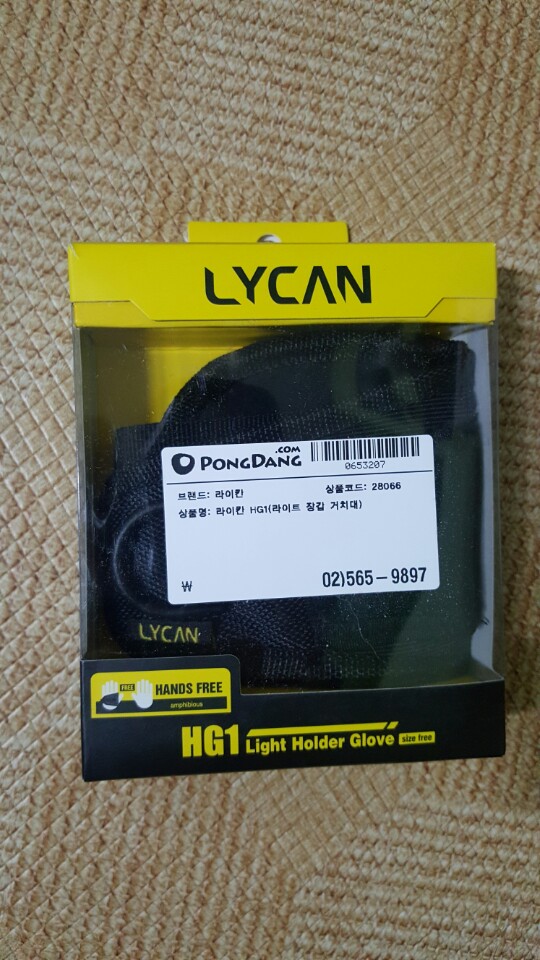 LYCAN
PONGDANG.COM
0653207
브랜드: 라이칸 상품코드: 28066
상품명: 라이칸 HG1(라이트 장갑 거치대)
₩ 02)565-9897
LYCAN
FREE HANDS FREE
amphibious
HG1 Light Holder Glove size free